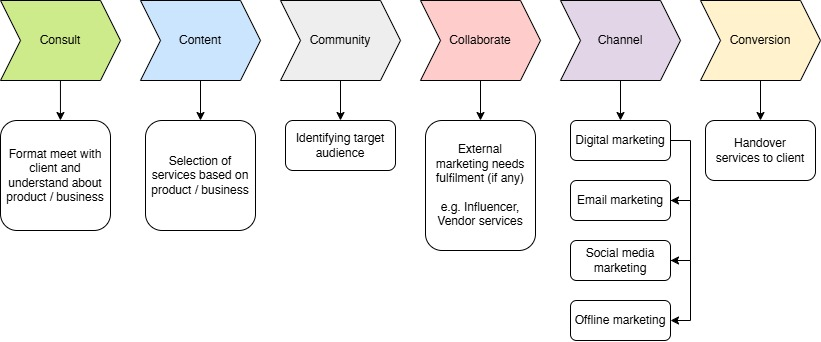 Consult
Content
Community
Collaborate
Channel
Conversion
Format meet with
client and
understand about
product / business
Selection of
services based on
product / business
Identifying target
audience
External
marketing needs
fulfilment (if any)
e.g. Influencer,
Vendor services
Digital marketing
Email marketing
Social media
marketing
Offline marketing
Handover
services to client